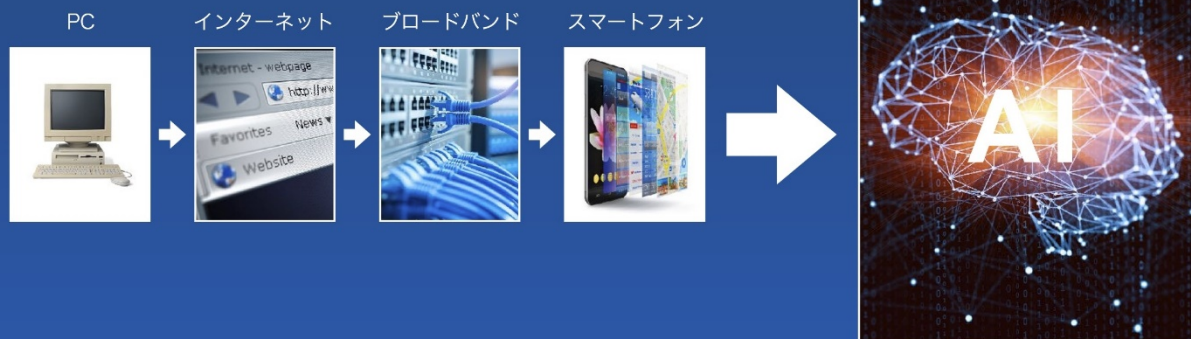 PC
インターネット
ブロードバンド
スマートフォン
Internet - webpage
http://ww
Favorites
News
Website
AI